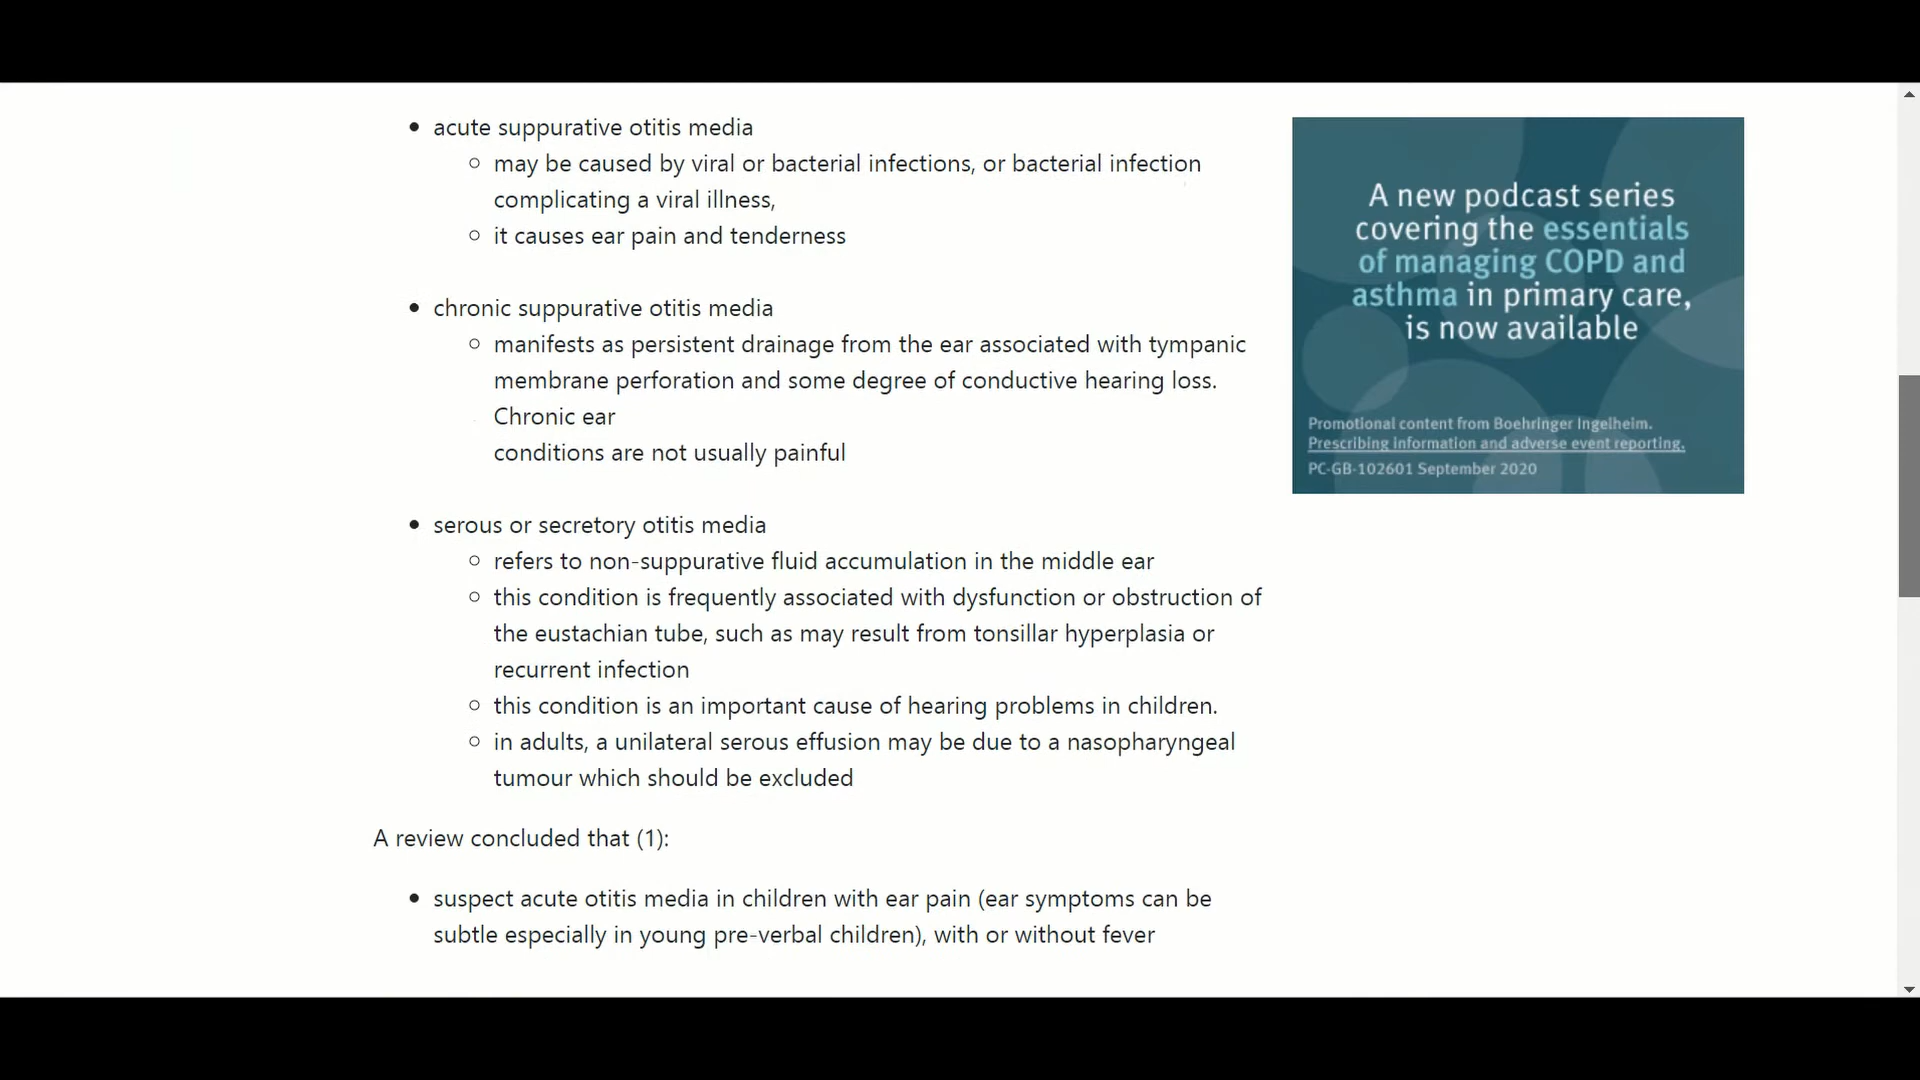 • acute suppurative otitis media
○ may be caused by viral or bacterial infections, or bacterial infection
complicating a viral illness,
○ it causes ear pain and tenderness
• chronic suppurative otitis media
○ manifests as persistent drainage from the ear associated with tympanic
membrane perforation and some degree of conductive hearing loss.
Chronic ear
conditions are not usually painful
• serous or secretory otitis media
○ refers to non-suppurative fluid accumulation in the middle ear
○ this condition is frequently associated with dysfunction or obstruction of
the eustachian tube, such as may result from tonsillar hyperplasia or
recurrent infection
○ this condition is an important cause of hearing problems in children.
○ in adults, a unilateral serous effusion may be due to a nasopharyngeal
tumour which should be excluded
A review concluded that (1):
• suspect acute otitis media in children with ear pain (ear symptoms can be
subtle especially in young pre-verbal children), with or without fever
A new podcast series
covering the essentials
of managing COPD and
asthma in primary care,
is now available
Promotional content from Boehringer Ingelheim.
Prescribing information and adverse event reporting.
PC-GB-102601 September 2020